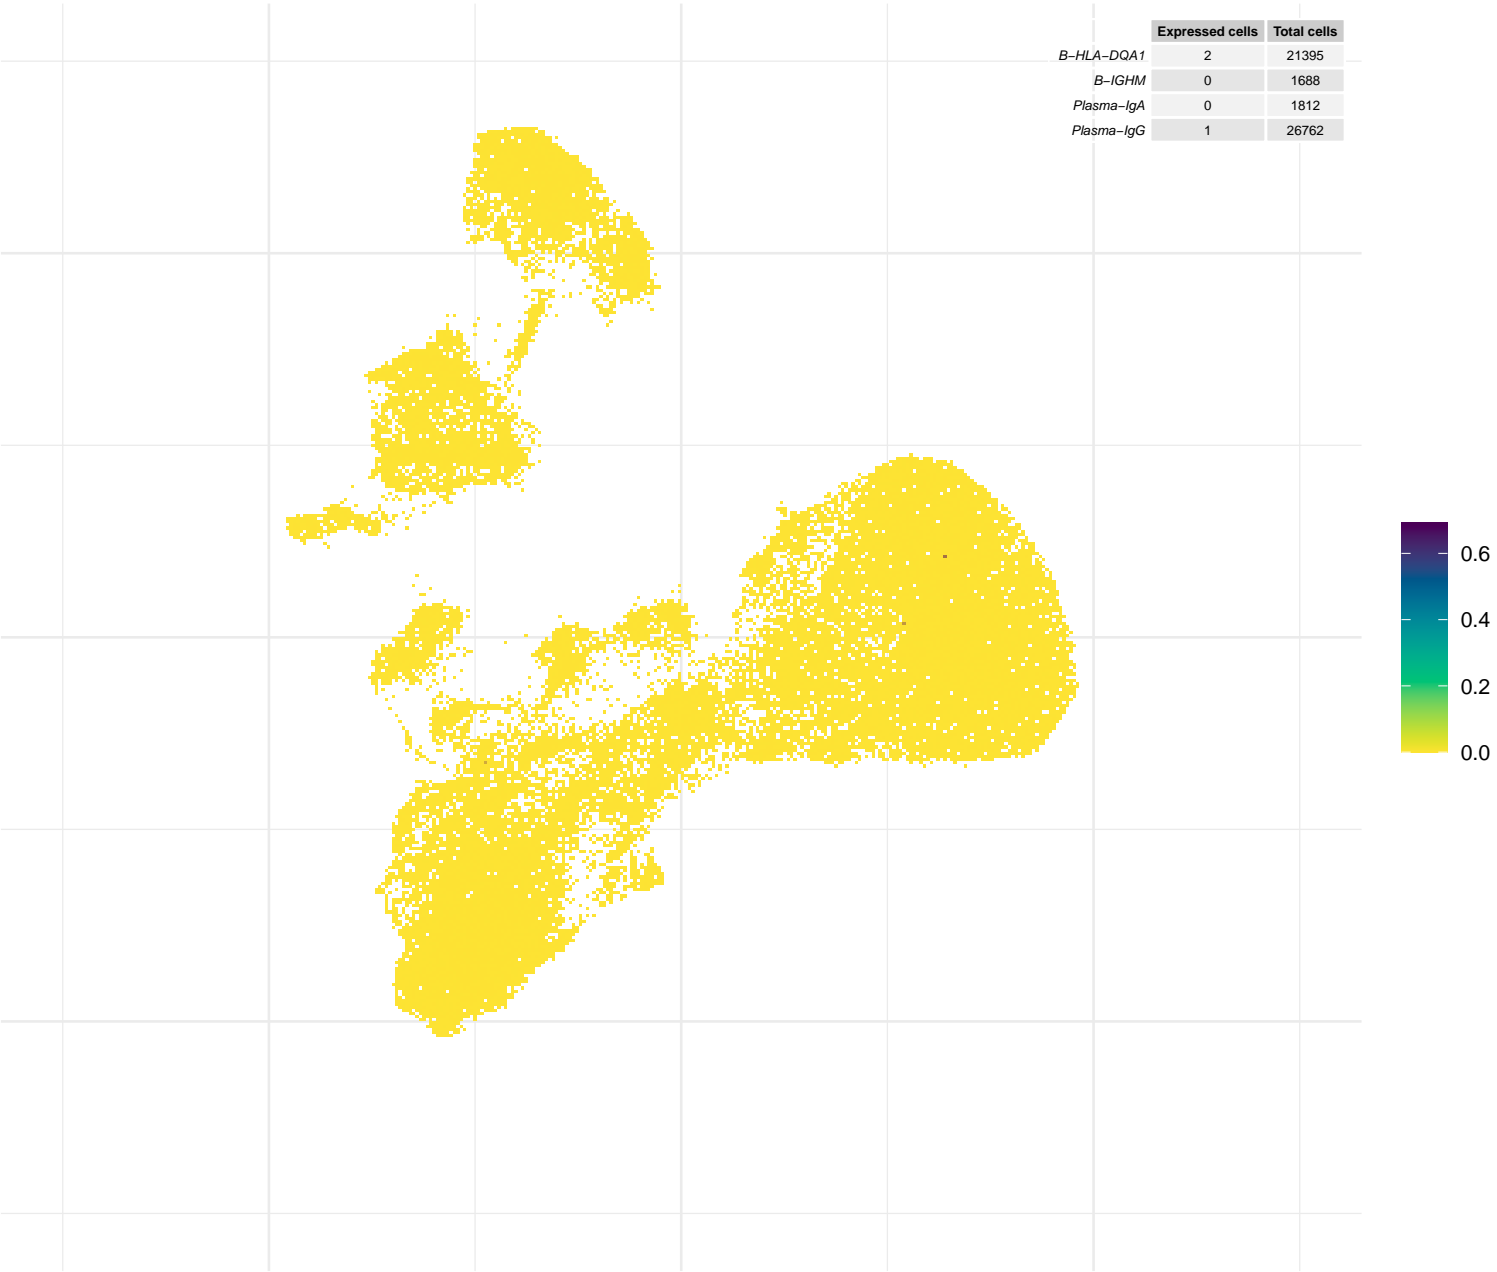 Expressed cells Total cells
B−HLA−DQA1 2 21395
B−IGHM 0 1688
Plasma−IgA 0 1812
Plasma−IgG 1 26762
0.6
0.4
0.2
0.0